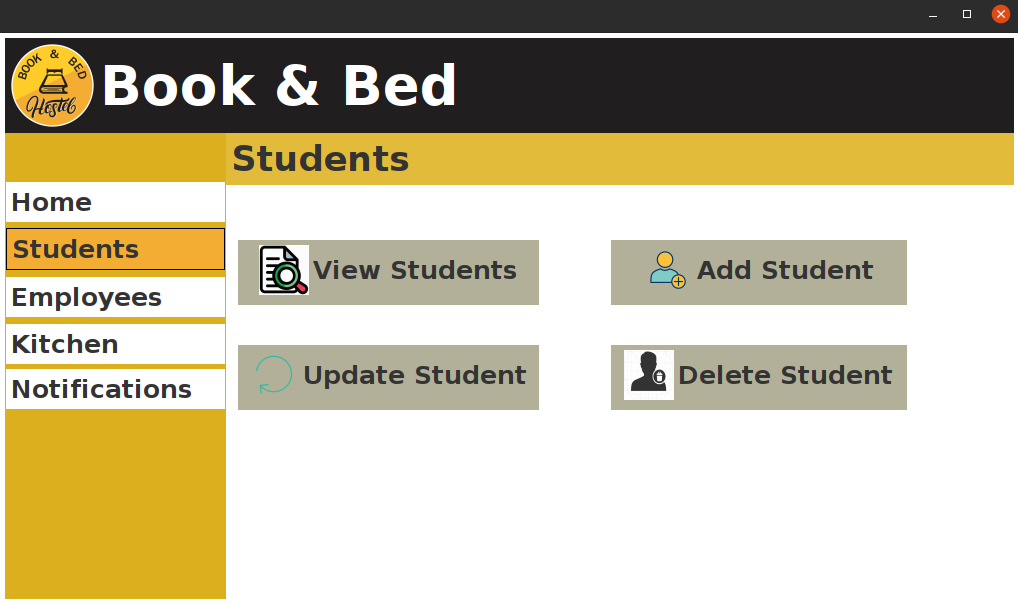 BOOK & BED
Hostel
Book & Bed
Students
Home
Students
Employees
Kitchen
Notifications
View Students
Add Student
Update Student
Delete Student